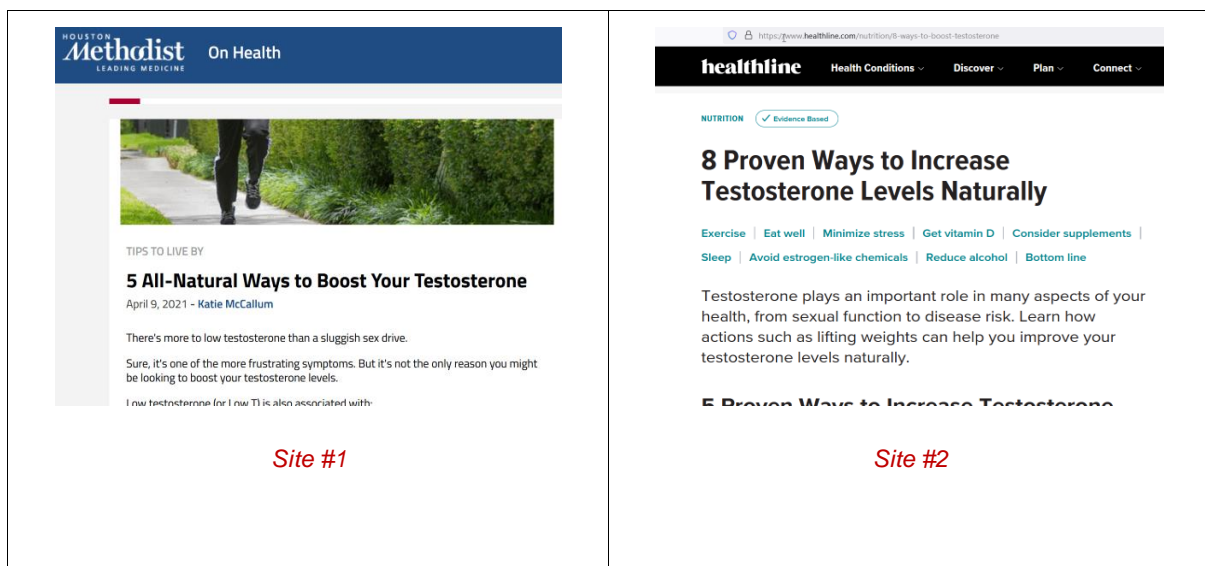 HOUSTON
Methodist
LEADING MEDICINE
On Health
TIPS TO LIVE BY
5 All-Natural Ways to Boost Your Testosterone
April 9, 2021 - Katie McCallum
There's more to low testosterone than a sluggish sex drive.
Sure, it's one of the more frustrating symptoms. But it's not the only reason you might
be looking to boost your testosterone levels.
Low testosterone (or Low T) is also associated with:
Site #1
https://www.healthline.com/nutrition/8-ways-to-boost-testosterone
healthline
Health Conditions
Discover
Plan
Connect
NUTRITION
Evidence Based
8 Proven Ways to Increase
Testosterone Levels Naturally
Exercise | Eat well | Minimize stress | Get vitamin D | Consider supplements |
Sleep | Avoid estrogen-like chemicals | Reduce alcohol | Bottom line
Testosterone plays an important role in many aspects of your
health, from sexual function to disease risk. Learn how
actions such as lifting weights can help you improve your
testosterone levels naturally.
Proven Ways to Increase Testosterone
Site #2